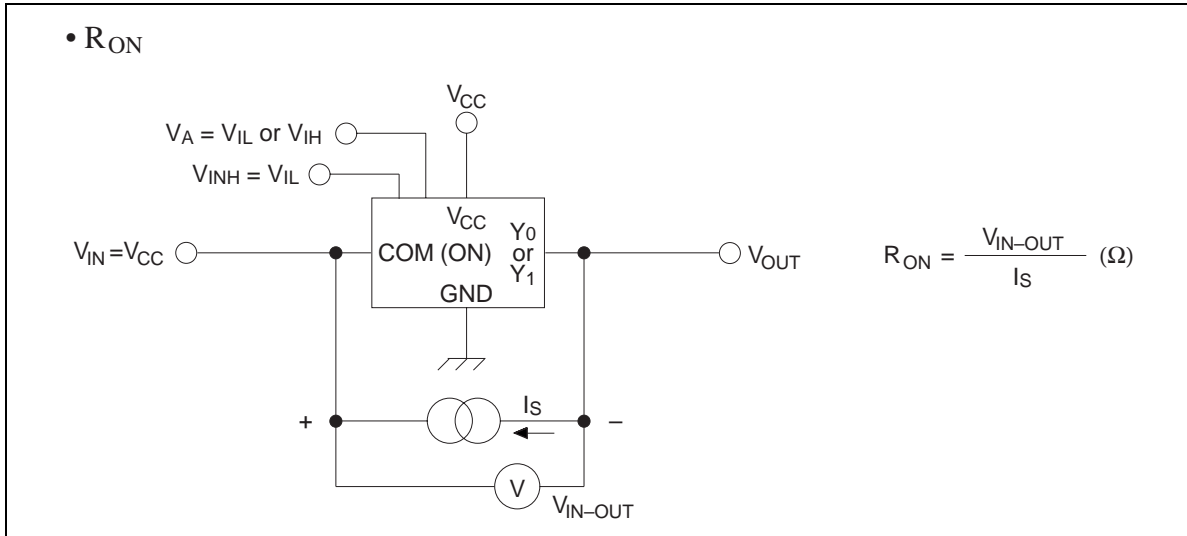 • RON
VCC
VA = VIL or VIH
VINH = VIL
VCC
VIN =VCC
COM (ON)
Y0
or
Y1
GND
VOUT
RON = VIN–OUT / IS (Ω)
+
IS
–
V
VIN–OUT